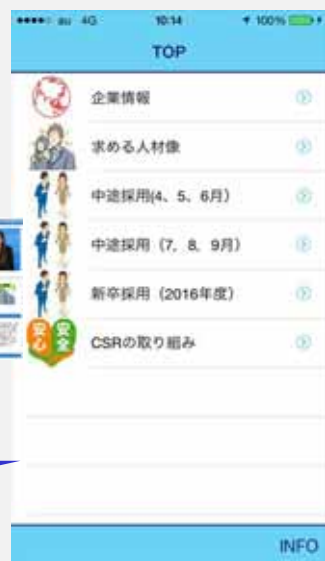 au 4G 10:14 100%
TOP
企業情報
求める人材像
中途採用(4、5、6月)
中途採用（7，8，9月）
新卒採用（2016年度）
安心 安全
CSRの取り組み
INFO